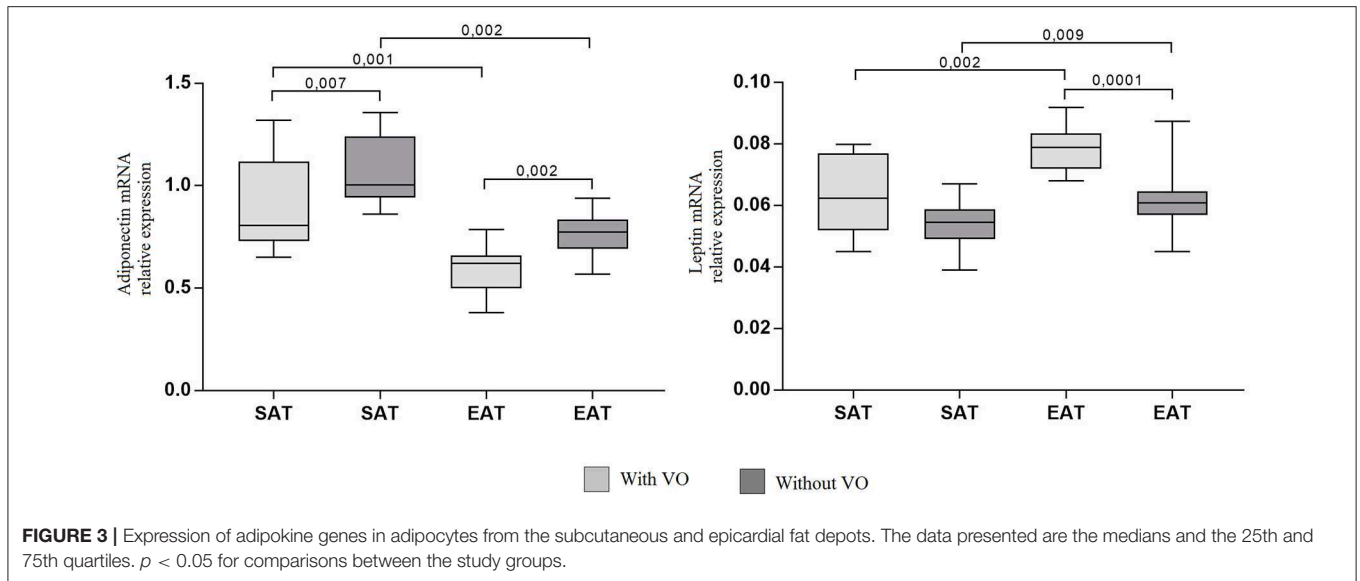 0,002
0,001
0,007
0,002
1.5
1.0
0.5
0.0
Adiponectin mRNA
relative expression
SAT SAT EAT EAT
0,009
0,002
0,0001
0.10
0.08
0.06
0.04
0.02
0.00
Leptin mRNA
relative expression
SAT SAT EAT EAT
With VO Without VO
FIGURE 3 | Expression of adipokine genes in adipocytes from the subcutaneous and epicardial fat depots. The data presented are the medians and the 25th and
75th quartiles. p < 0.05 for comparisons between the study groups.